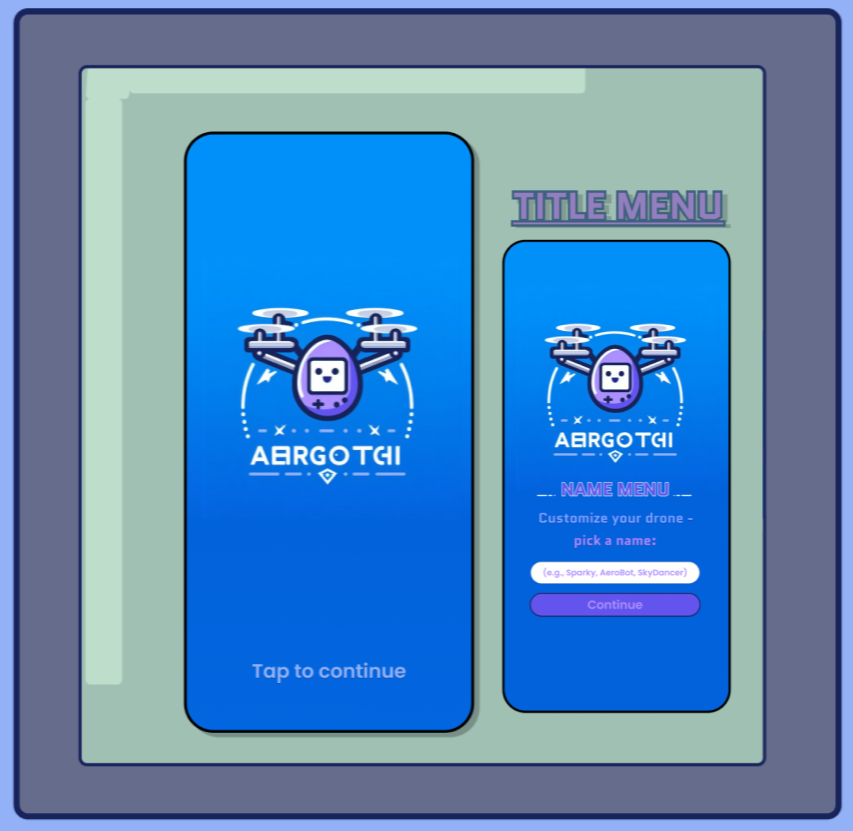 AERGOTCHI
Tap to continue
TITLE MENU
AERGOTCHI
NAME MENU
Customize your drone -
pick a name:
(e.g., Sparky, AeroBot, SkyDancer)
Continue